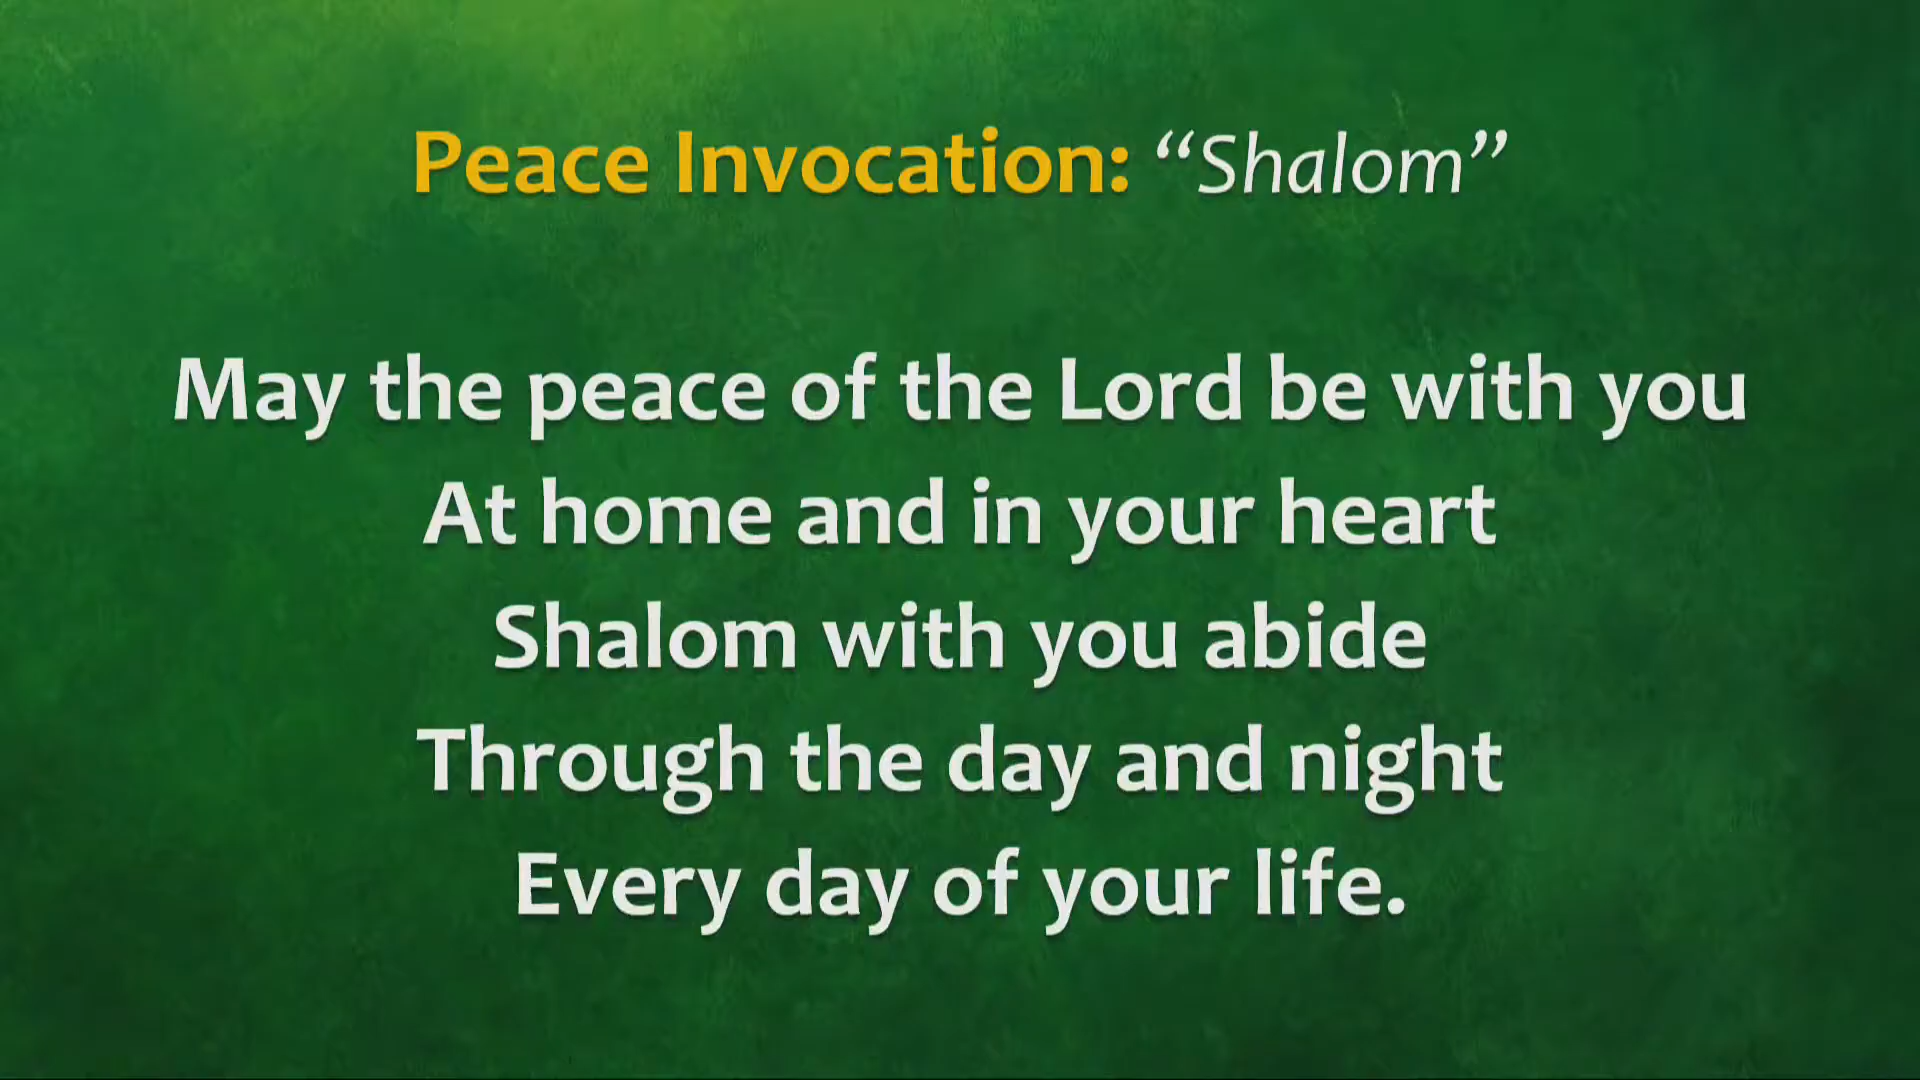 Peace Invocation: “Shalom”
May the peace of the Lord be with you
At home and in your heart
Shalom with you abide
Through the day and night
Every day of your life.